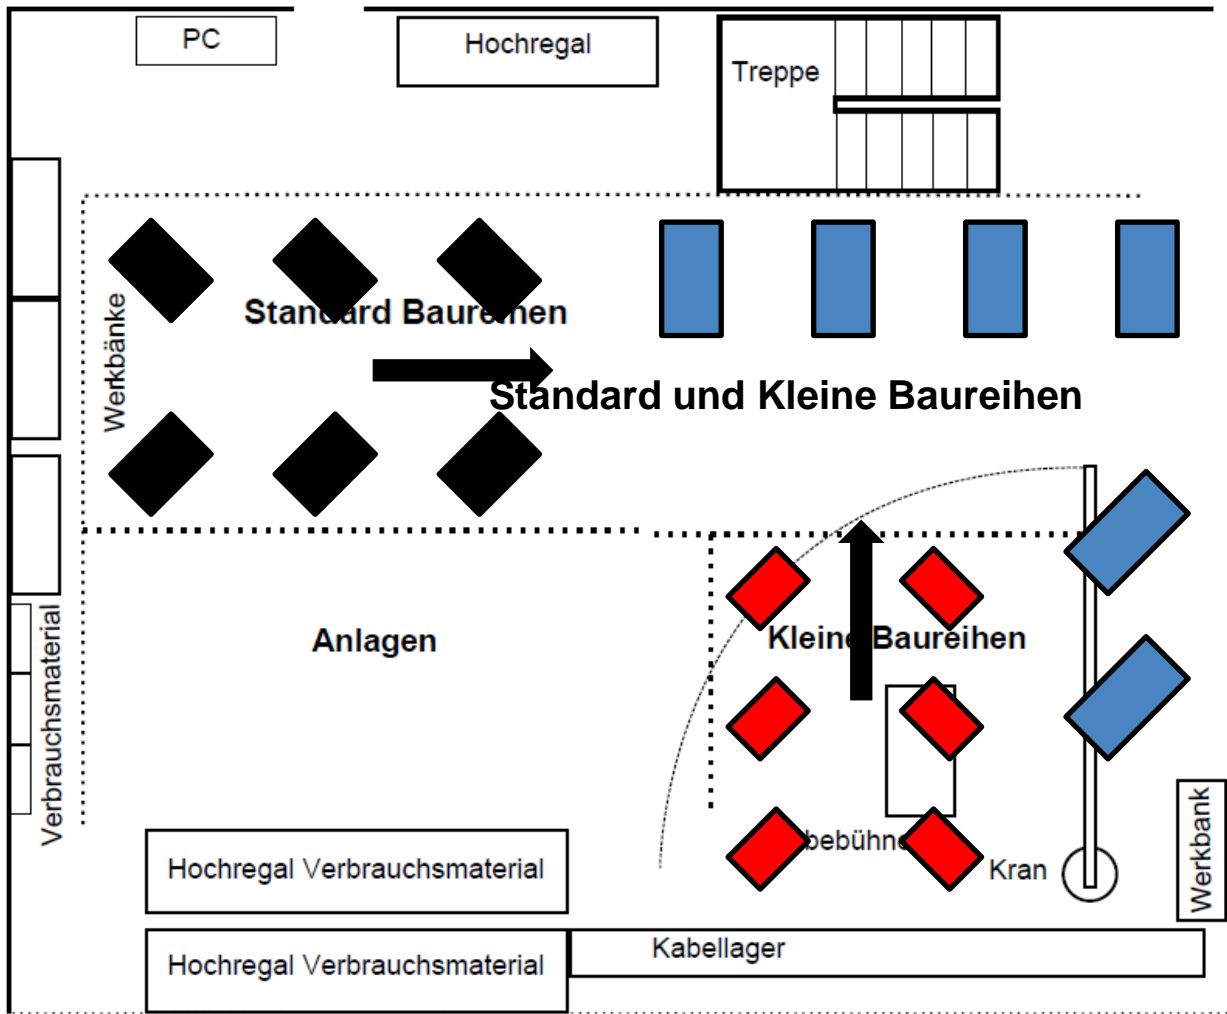 PC
Hochregal
Treppe
Werkbänke
Standard Baureihen
Standard und Kleine Baureihen
Verbrauchsmaterial
Anlagen
Kleine Baureihen
bebühne
Kran
Werkbank
Hochregal Verbrauchsmaterial
Kabellager
Hochregal Verbrauchsmaterial